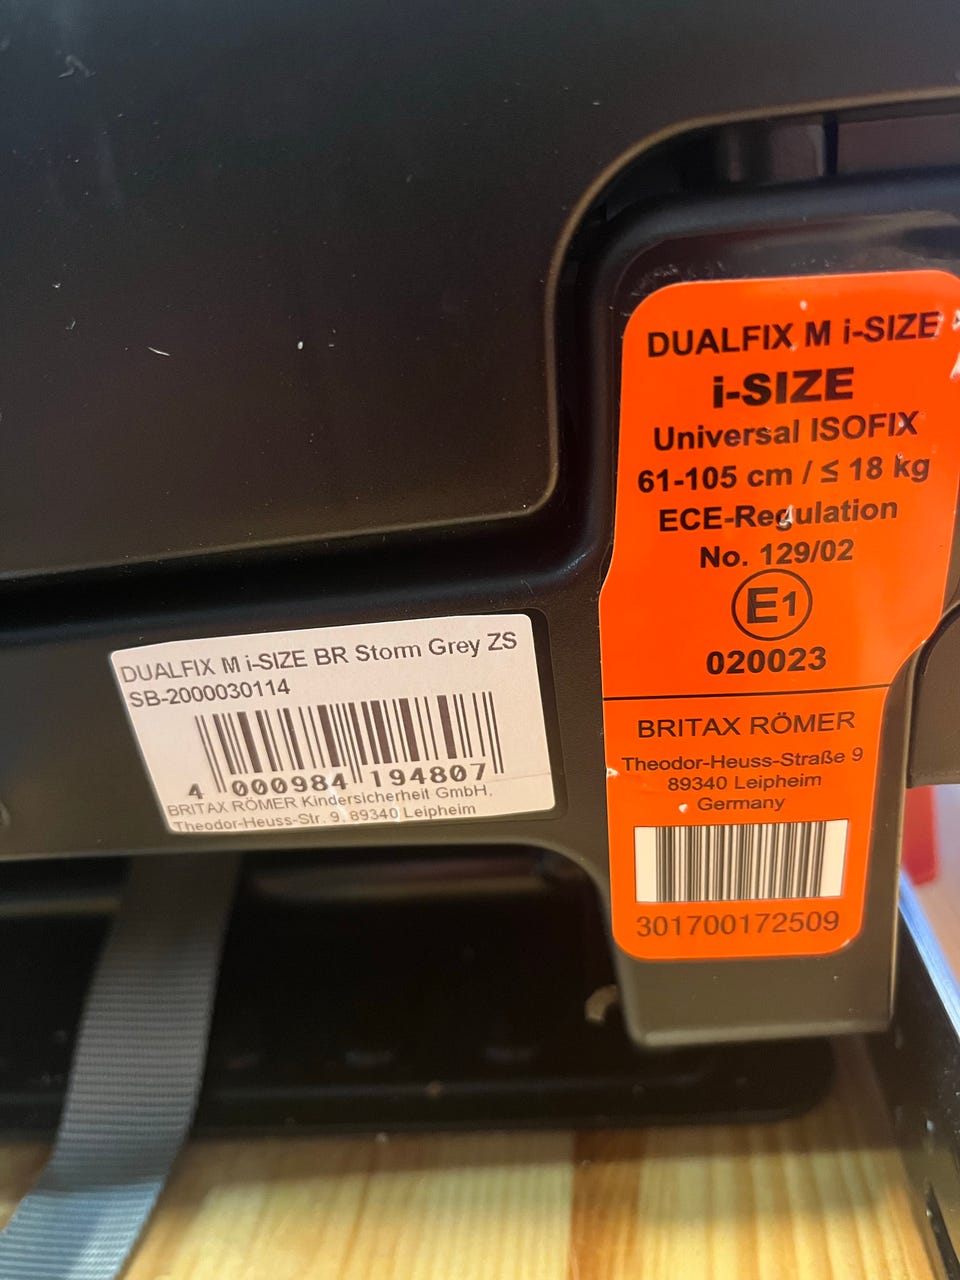 DUALFIX M i-SIZE
i-SIZE
Universal ISOFIX
61-105 cm / ≤ 18 kg
ECE-Regulation
No. 129/02
E1
020023
BRITAX RÖMER
Theodor-Heuss-Straße 9
89340 Leipheim
Germany
301700172509
DUALFIX M i-SIZE BR Storm Grey ZS
SB-2000030114
4 000984 194807
BRITAX RÖMER Kindersicherheit GmbH,
Theodor-Heuss-Str. 9, 89340 Leipheim